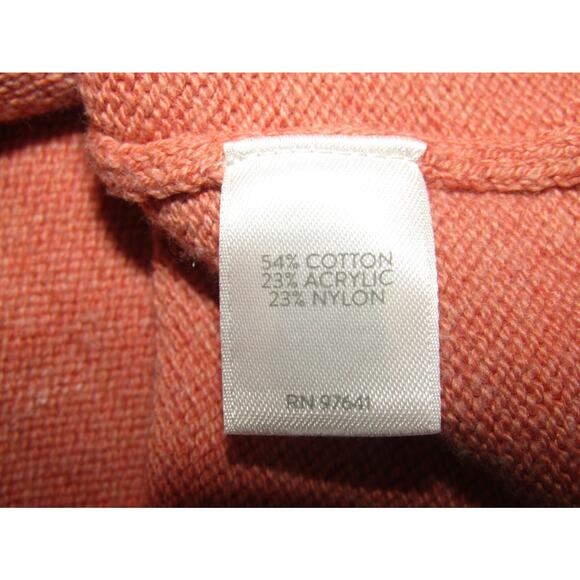 54% COTTON
23% ACRYLIC
23% NYLON
RN 97641